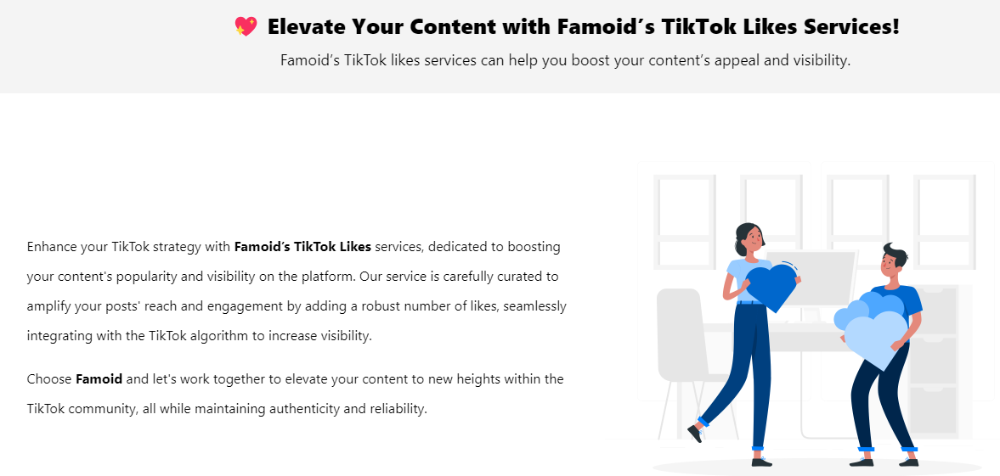 💖 Elevate Your Content with Famoid’s TikTok Likes Services!
Famoid’s TikTok likes services can help you boost your content’s appeal and visibility.
Enhance your TikTok strategy with Famoid’s TikTok Likes services, dedicated to boosting
your content's popularity and visibility on the platform. Our service is carefully curated to
amplify your posts' reach and engagement by adding a robust number of likes, seamlessly
integrating with the TikTok algorithm to increase visibility.
Choose Famoid and let's work together to elevate your content to new heights within the
TikTok community, all while maintaining authenticity and reliability.